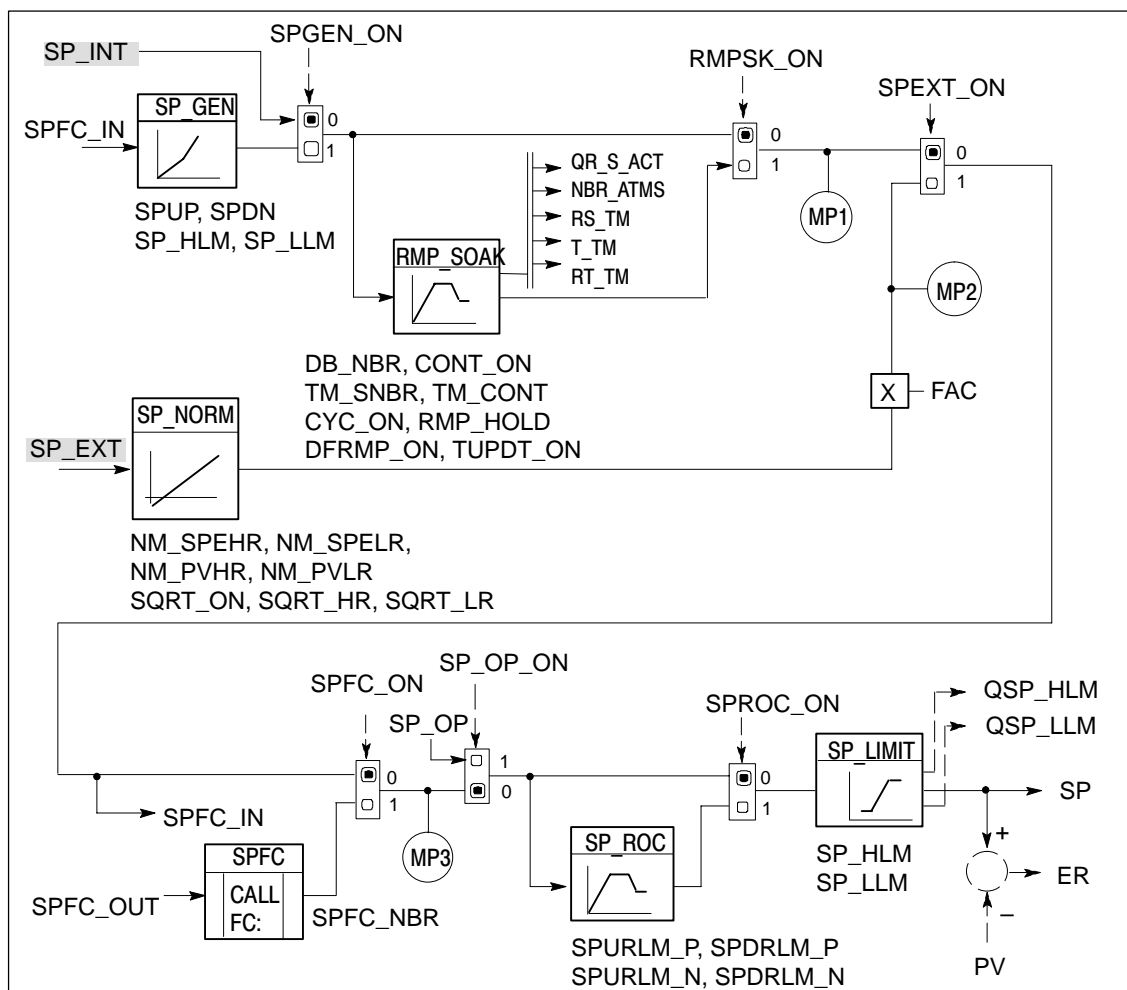 SPGEN_ON
SP_INT
RMPSK_ON
SPEXT_ON
SP_GEN
SPFC_IN
0
1
0
1
0
1
QR_S_ACT
NBR_ATMS
RS_TM
T_TM
RT_TM
MP1
SPUP, SPDN
SP_HLM, SP_LLM
RMP_SOAK
MP2
DB_NBR, CONT_ON
TM_SNBR, TM_CONT
CYC_ON, RMP_HOLD
DFRMP_ON, TUPDT_ON
X
FAC
SP_NORM
SP_EXT
NM_SPEHR, NM_SPELR,
NM_PVHR, NM_PVLR
SQRT_ON, SQRT_HR, SQRT_LR
SP_OP_ON
SPFC_ON
SP_OP
SPROC_ON
QSP_HLM
QSP_LLM
SP_LIMIT
0
1
1
0
0
1
SP
SPFC_IN
MP3
SPFC
CALL
FC:
SPFC_OUT
SPFC_NBR
SP_ROC
SP_HLM
SP_LLM
+
ER
–
PV
SPURLM_P, SPDRLM_P
SPURLM_N, SPDRLM_N